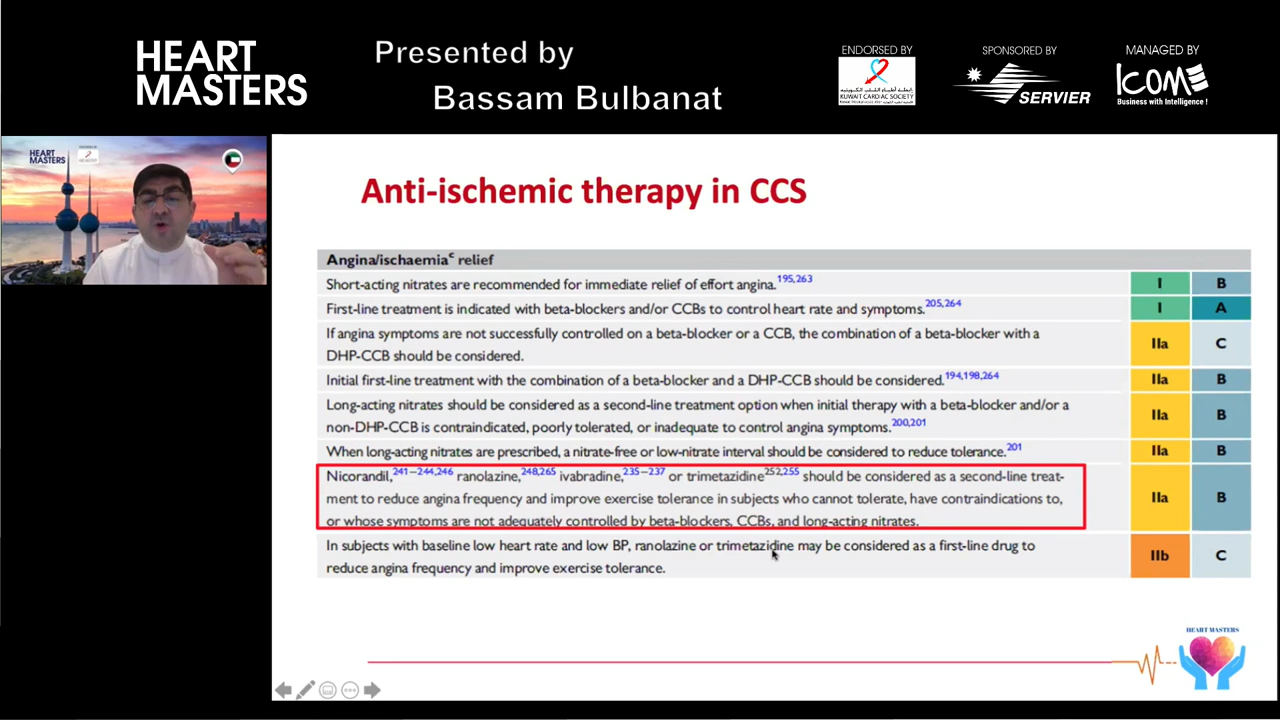 HEART
MASTERS
Presented by
Bassam Bulbanat
ENDORSED BY
KUWAIT CARDIAC SOCIETY
SPONSORED BY
SERVIER
MANAGED BY
ICOME
Business with Intelligence !
HEART
MASTERS
Anti-ischemic therapy in CCS
Angina/ischaemiaᶜ relief
Short-acting nitrates are recommended for immediate relief of effort angina.195,263 I B
First-line treatment is indicated with beta-blockers and/or CCBs to control heart rate and symptoms.205,264 I A
If angina symptoms are not successfully controlled on a beta-blocker or a CCB, the combination of a beta-blocker with a
DHP-CCB should be considered. IIa C
Initial first-line treatment with the combination of a beta-blocker and a DHP-CCB should be considered.194,198,264 IIa B
Long-acting nitrates should be considered as a second-line treatment option when initial therapy with a beta-blocker and/or a
non-DHP-CCB is contraindicated, poorly tolerated, or inadequate to control angina symptoms.200,201 IIa B
When long-acting nitrates are prescribed, a nitrate-free or low-nitrate interval should be considered to reduce tolerance.201 IIa B
Nicorandil,241–244,246 ranolazine,248,265 ivabradine,235–237 or trimetazidine252,255 should be considered as a second-line treat-
ment to reduce angina frequency and improve exercise tolerance in subjects who cannot tolerate, have contraindications to,
or whose symptoms are not adequately controlled by beta-blockers, CCBs, and long-acting nitrates. IIa B
In subjects with baseline low heart rate and low BP, ranolazine or trimetazidine may be considered as a first-line drug to
reduce angina frequency and improve exercise tolerance. IIb C
HEART MASTERS